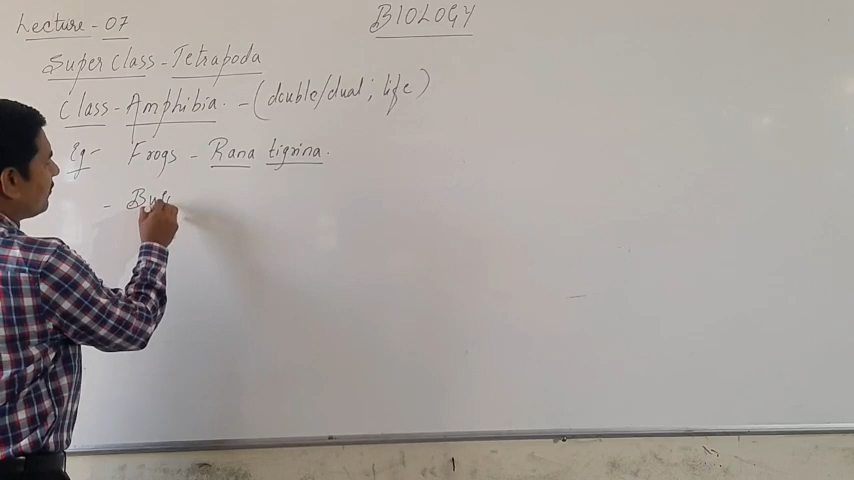 BIOLOGY
Lecture - 07
Super class - Tetrapoda
Class - Amphibia. - (double/dual; life)
Eg - Frogs - Rana tigrina.
-